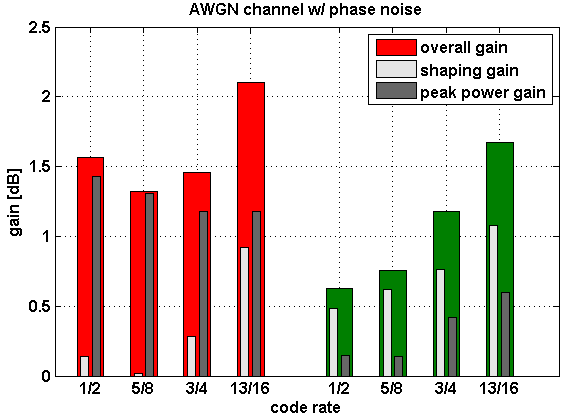 AWGN channel w/ phase noise
2.5
2
1.5
1
0.5
0
gain [dB]
overall gain
shaping gain
peak power gain
1/2 5/8 3/4 13/16 1/2 5/8 3/4 13/16
code rate